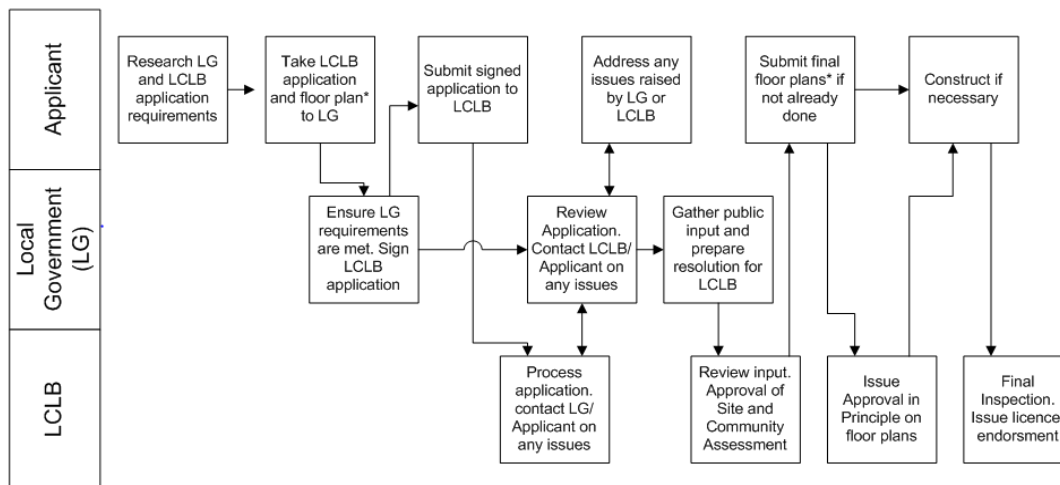 Applicant
Research LG
and LCLB
application
requirements
Take LCLB
application
and floor plan*
to LG
Submit signed
application to
LCLB
Address any
issues raised
by LG or
LCLB
Submit final
floor plans* if
not already
done
Construct if
necessary
Local
Government
(LG)
Ensure LG
requirements
are met. Sign
LCLB
application
Review
Application.
Contact LCLB/
Applicant on
any issues
Gather public
input and
prepare
resolution for
LCLB
LCLB
Process
application.
contact LG/
Applicant on
any issues
Review input.
Approval of
Site and
Community
Assessment
Issue
Approval in
Principle on
floor plans
Final
Inspection.
Issue licence
endorsment